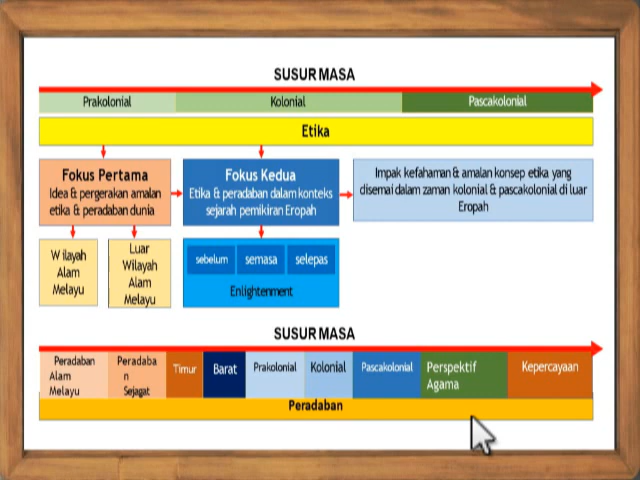 SUSUR MASA
Prakolonial
Kolonial
Pascakolonial
Etika
Fokus Pertama
Idea & pergerakan amalan
etika & peradaban dunia
Fokus Kedua
Etika & peradaban dalam konteks
sejarah pemikiran Eropah
Impak kefahaman & amalan konsep etika yang
disemai dalam zaman kolonial & pascakolonial di luar
Eropah
Wilayah
Alam
Melayu
Luar
Wilayah
Alam
Melayu
sebelum
semasa
selepas
Enlightenment
SUSUR MASA
Peradaban
Alam
Melayu
Peradaba
n
Sejagat
Timur
Barat
Prakolonial
Kolonial
Pascakolonial
Perspektif
Agama
Kepercayaan
Peradaban